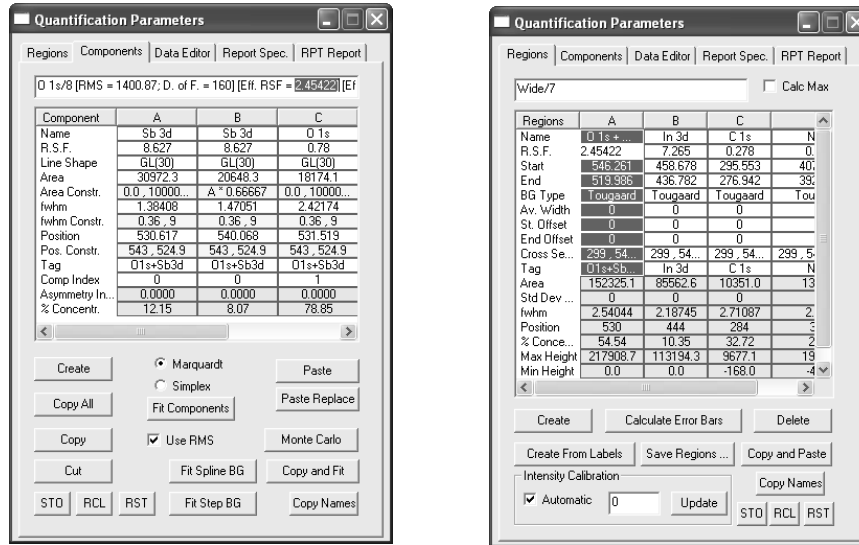 Quantification Parameters
Regions Components Data Editor Report Spec. RPT Report
O 1s/8 [RMS = 1400.87; D. of F. = 160] [Eff. RSF = 2.45422] [Ef
Component A B C
Name Sb 3d Sb 3d O 1s
R.S.F. 8.627 8.627 0.78
Line Shape GL(30) GL(30) GL(30)
Area 30972.3 20648.3 18174.1
Area Constr. 0.0 , 10000... A * 0.66667 0.0 , 10000...
fwhm 1.38408 1.47051 2.42174
fwhm Constr. 0.36 , 9 0.36 , 9 0.36 , 9
Position 530.617 540.068 531.519
Pos. Constr. 543 , 524.9 543 , 524.9 543 , 524.9
Tag O1s+Sb3d O1s+Sb3d O1s+Sb3d
Comp Index 0 0 1
Asymmetry In... 0.0000 0.0000 0.0000
% Concentr. 12.15 8.07 78.85
Create Marquardt Paste
Copy All Simplex Paste Replace
Fit Components
Copy Use RMS Monte Carlo
Cut Fit Spline BG Copy and Fit
STO RCL RST Fit Step BG Copy Names
Quantification Parameters
Regions Components Data Editor Report Spec. RPT Report
Wide/7 Calc Max
Regions A B C
Name O 1s + ... In 3d C 1s N
R.S.F. 2.45422 7.265 0.278 0.
Start 546.261 458.678 295.553 407.
End 519.986 436.782 276.942 392.
BG Type Tougaard Tougaard Tougaard Tou
Av. Width 0 0 0
St. Offset 0 0 0
End Offset 0 0 0
Cross Se... 299 , 54... 299 , 54... 299 , 54... 299 , 5
Tag O1s+Sb... In 3d C 1s N
Area 152325.1 85562.6 10351.0 13
Std Dev ... 0 0 0
fwhm 2.54044 2.18745 2.71087 2.
Position 530 444 284
% Conce... 54.54 10.35 32.72 2
Max Height 217908.7 113194.3 9677.1 19
Min Height 0.0 0.0 -168.0 -4
Create Calculate Error Bars Delete
Create From Labels Save Regions ... Copy and Paste
Intensity Calibration
Copy Names
Automatic 0 Update
STO RCL RST